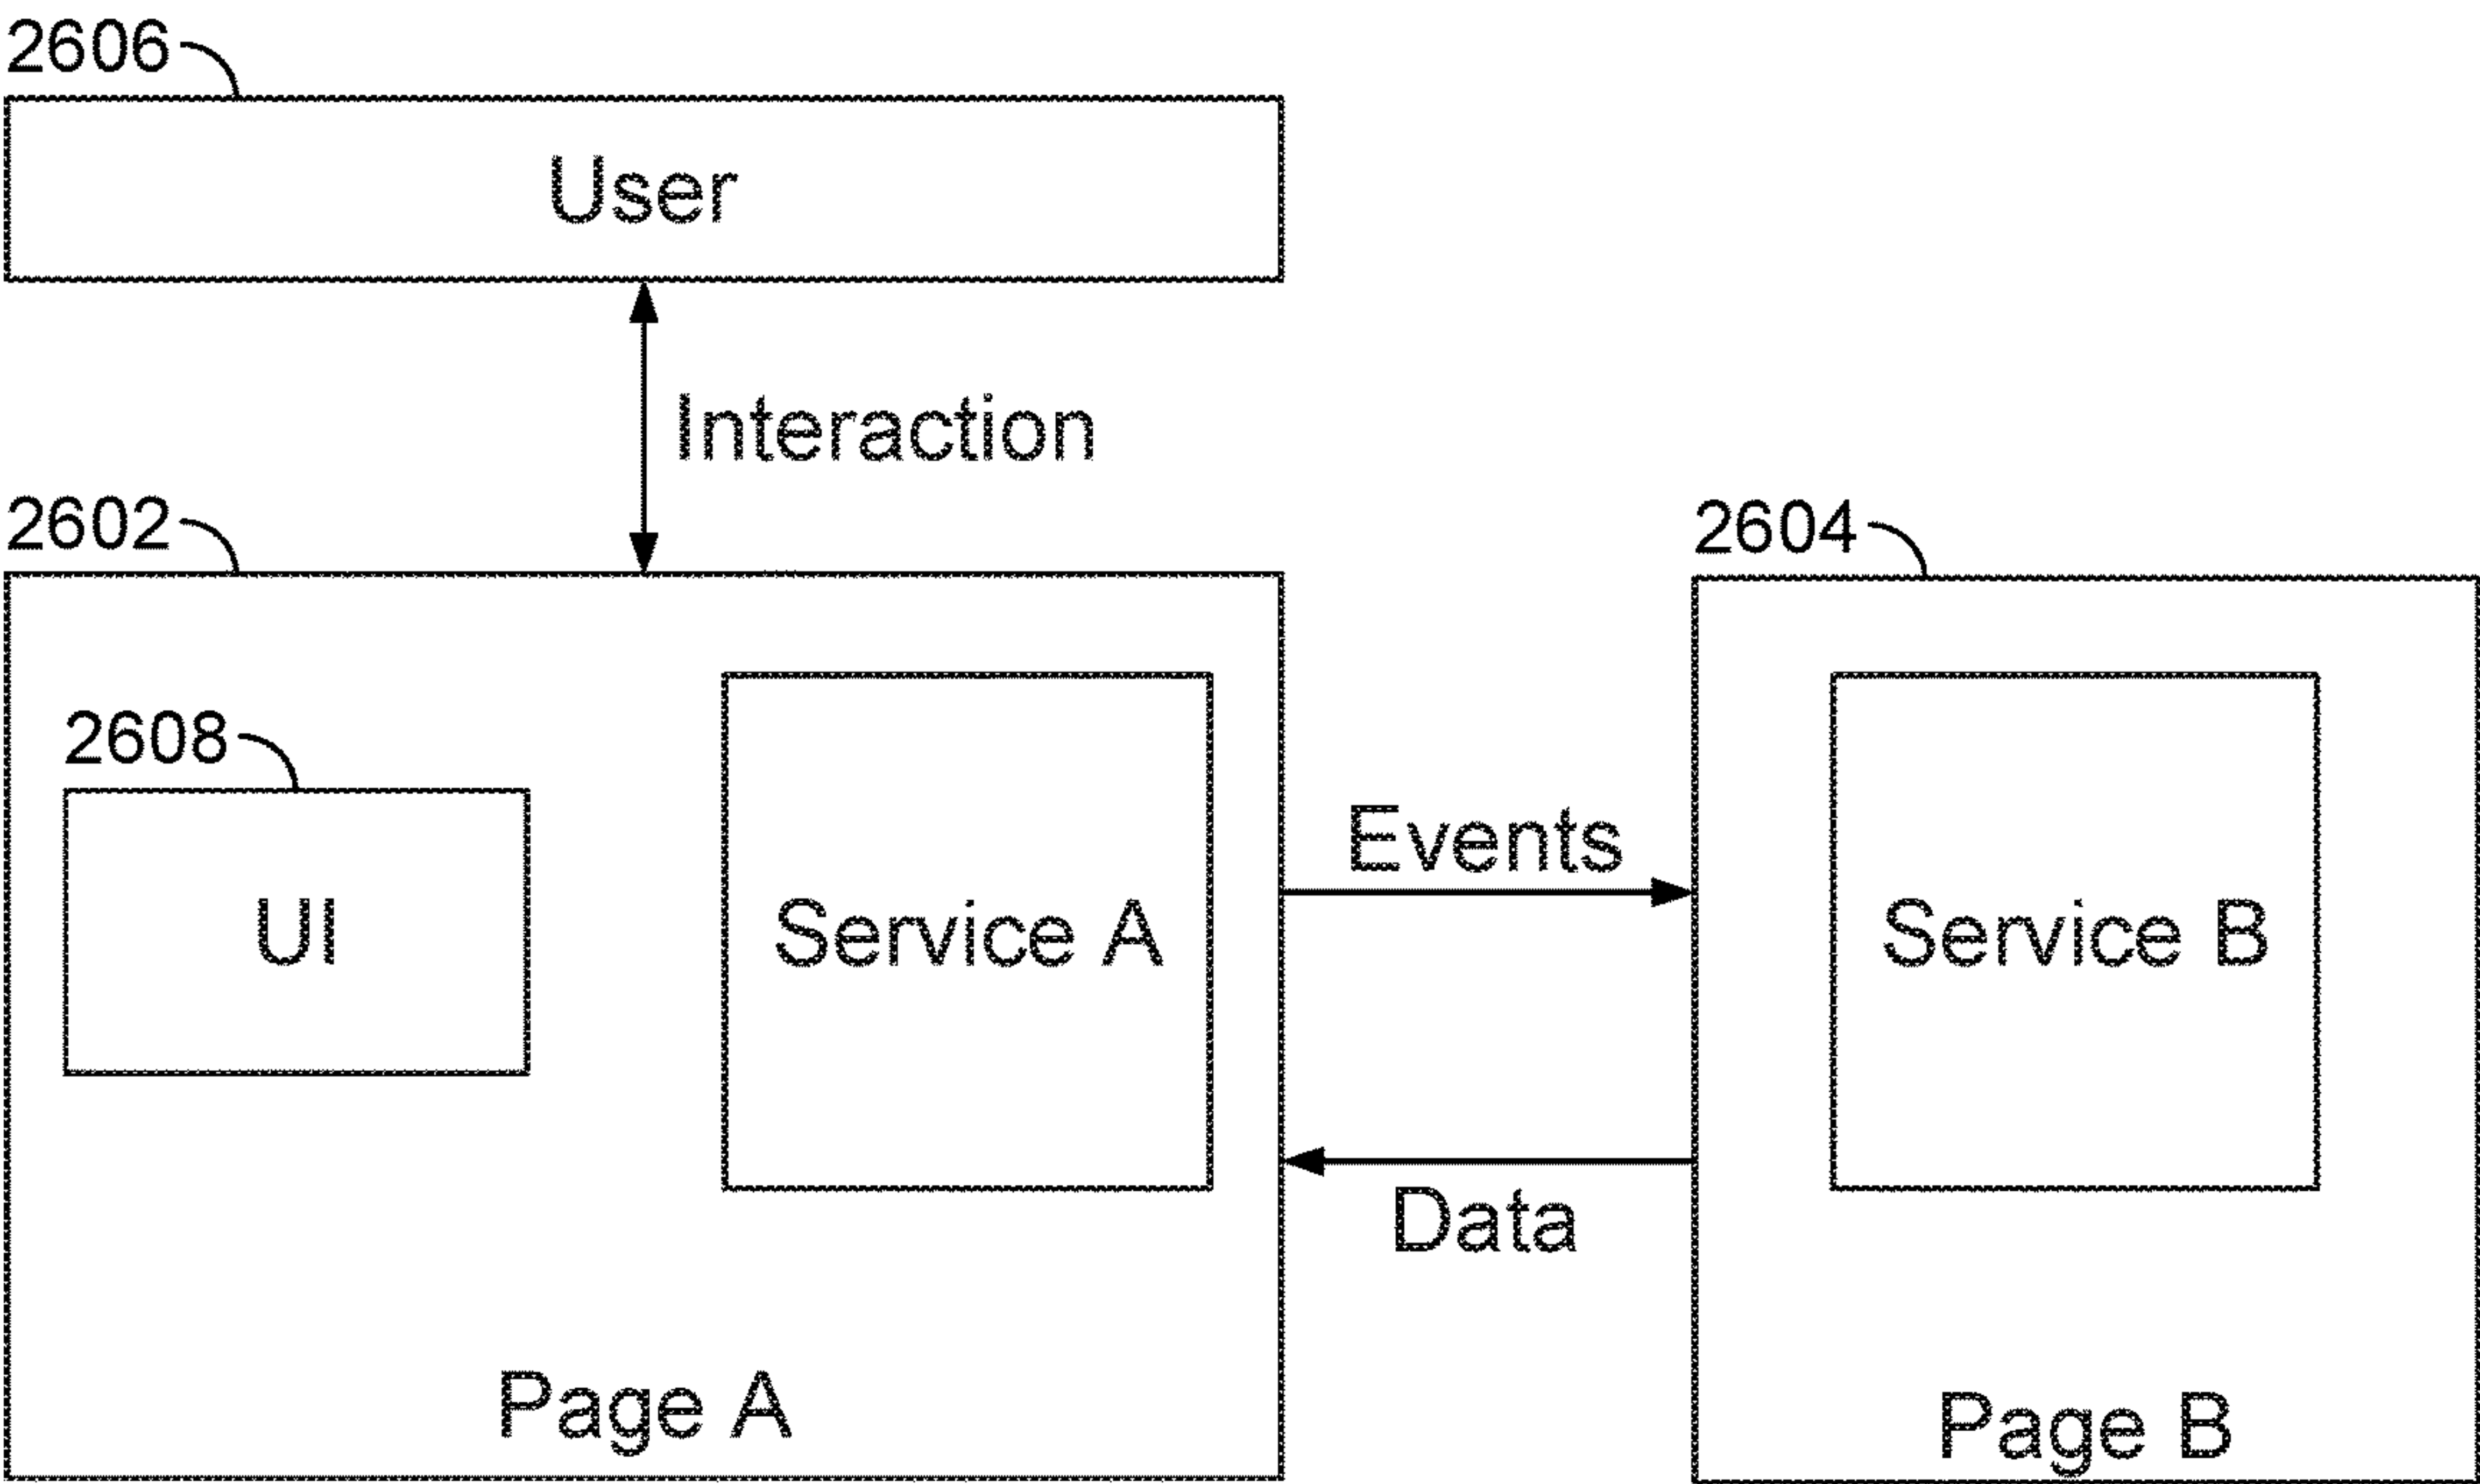 2606
User
Interaction
2602
2604
2608
UI
Service A
Events
Service B
Data
Page A
Page B